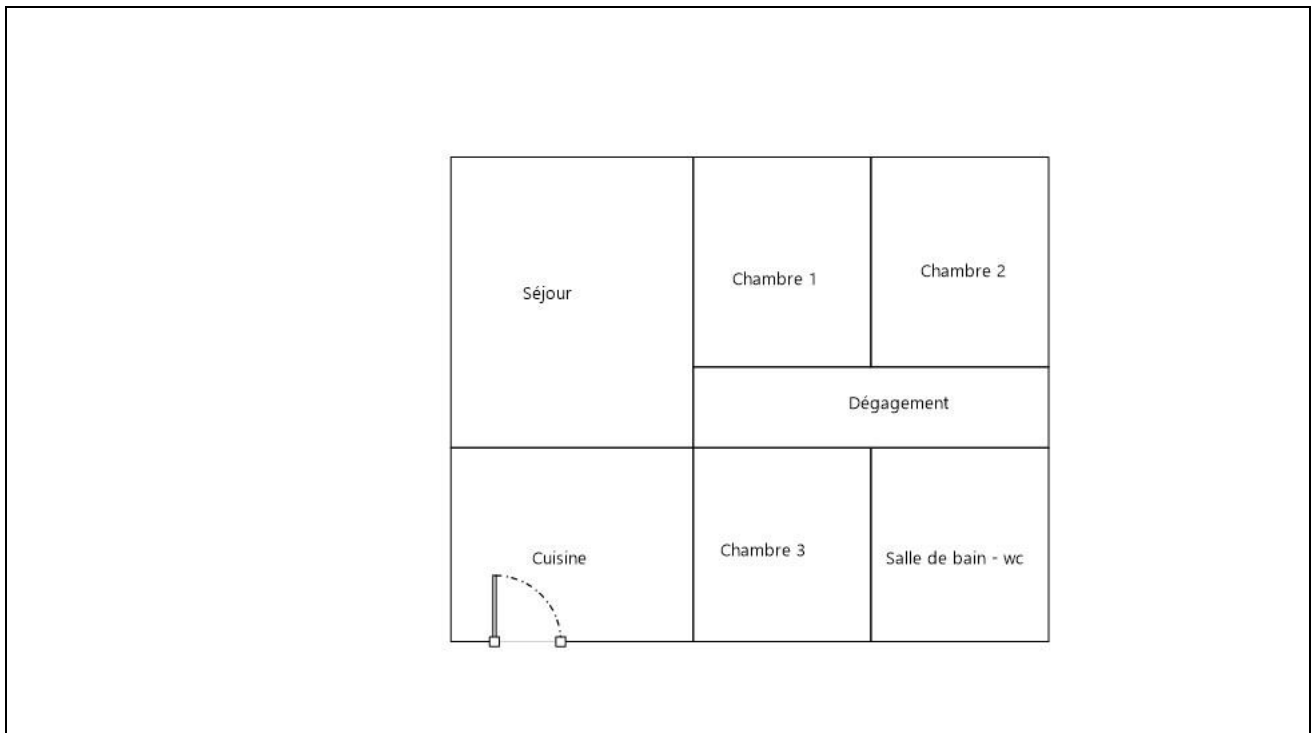 Séjour
Chambre 1
Chambre 2
Dégagement
Cuisine
Chambre 3
Salle de bain - wc